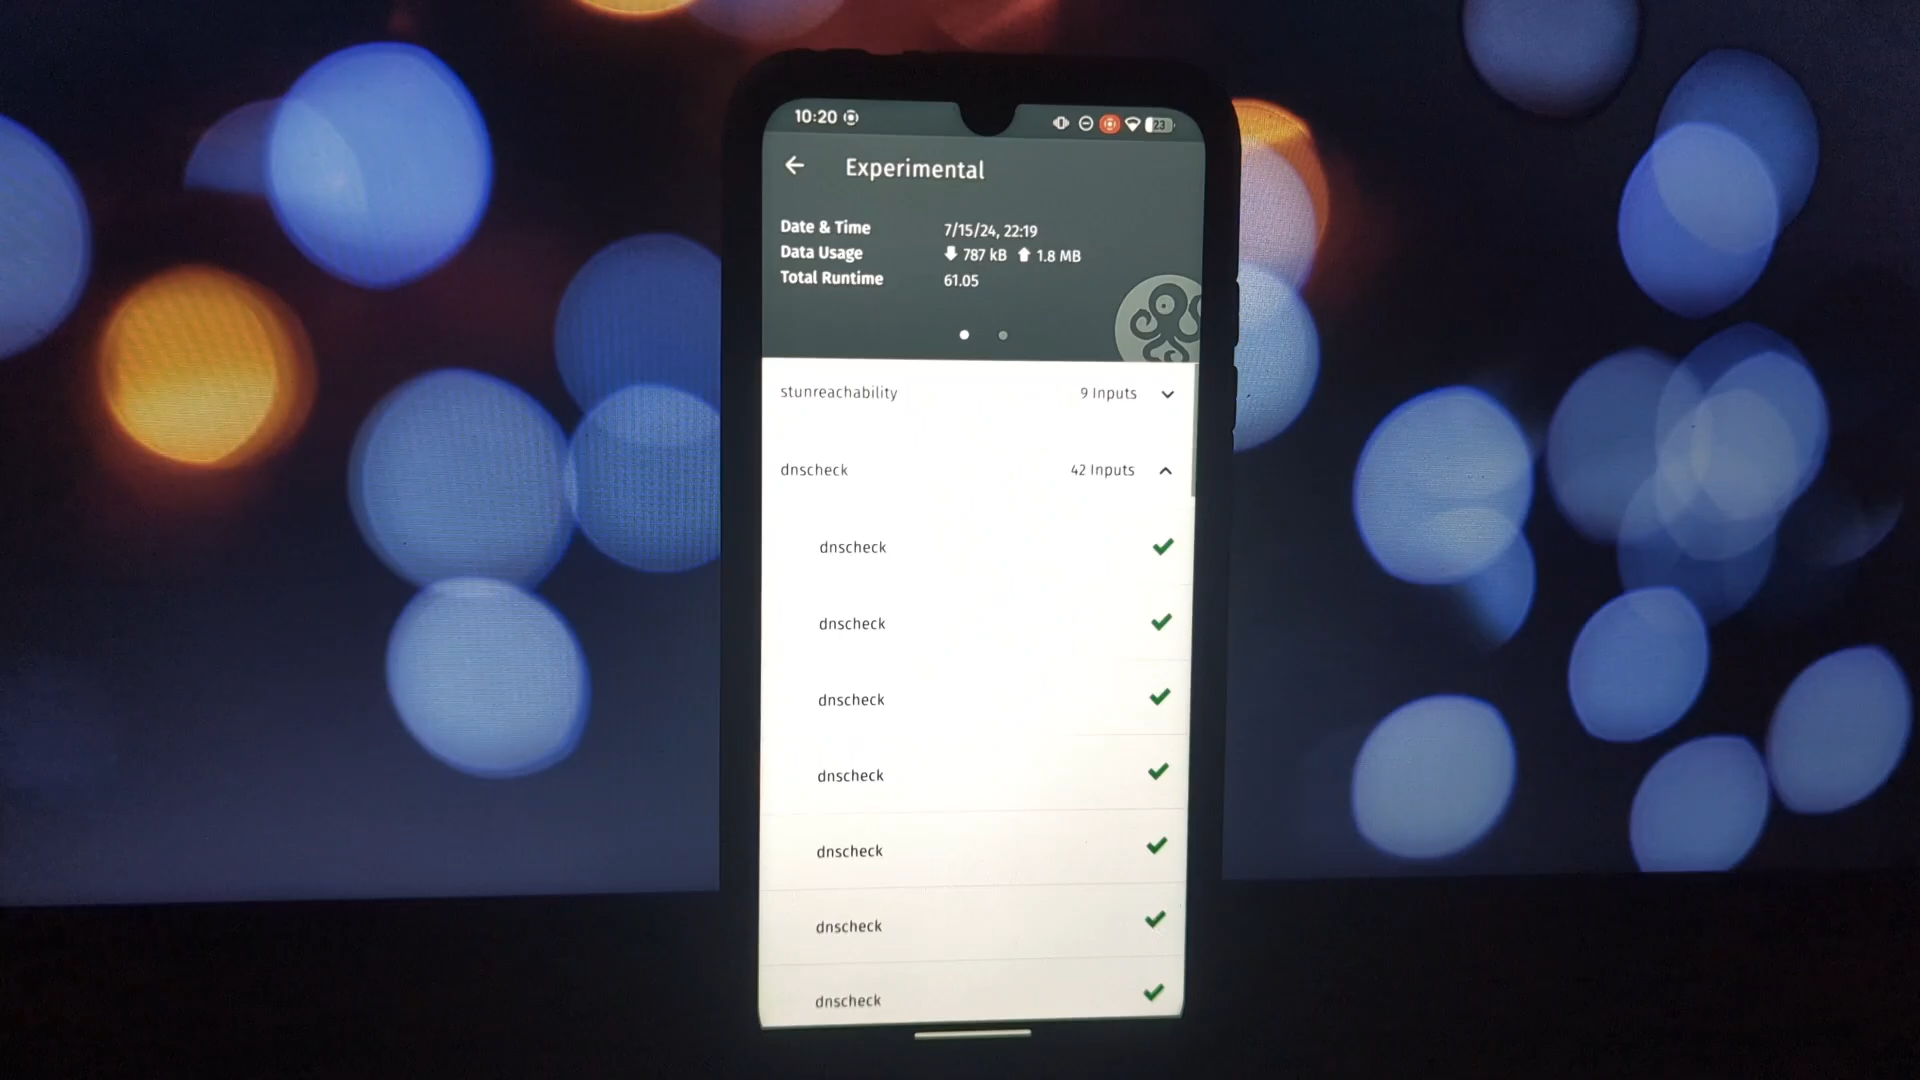 10:20 23
Experimental
Date & Time 7/15/24, 22:19
Data Usage 787 kB 1.8 MB
Total Runtime 61.05
stunreachability 9 Inputs
dnscheck 42 Inputs
dnscheck
dnscheck
dnscheck
dnscheck
dnscheck
dnscheck
dnscheck